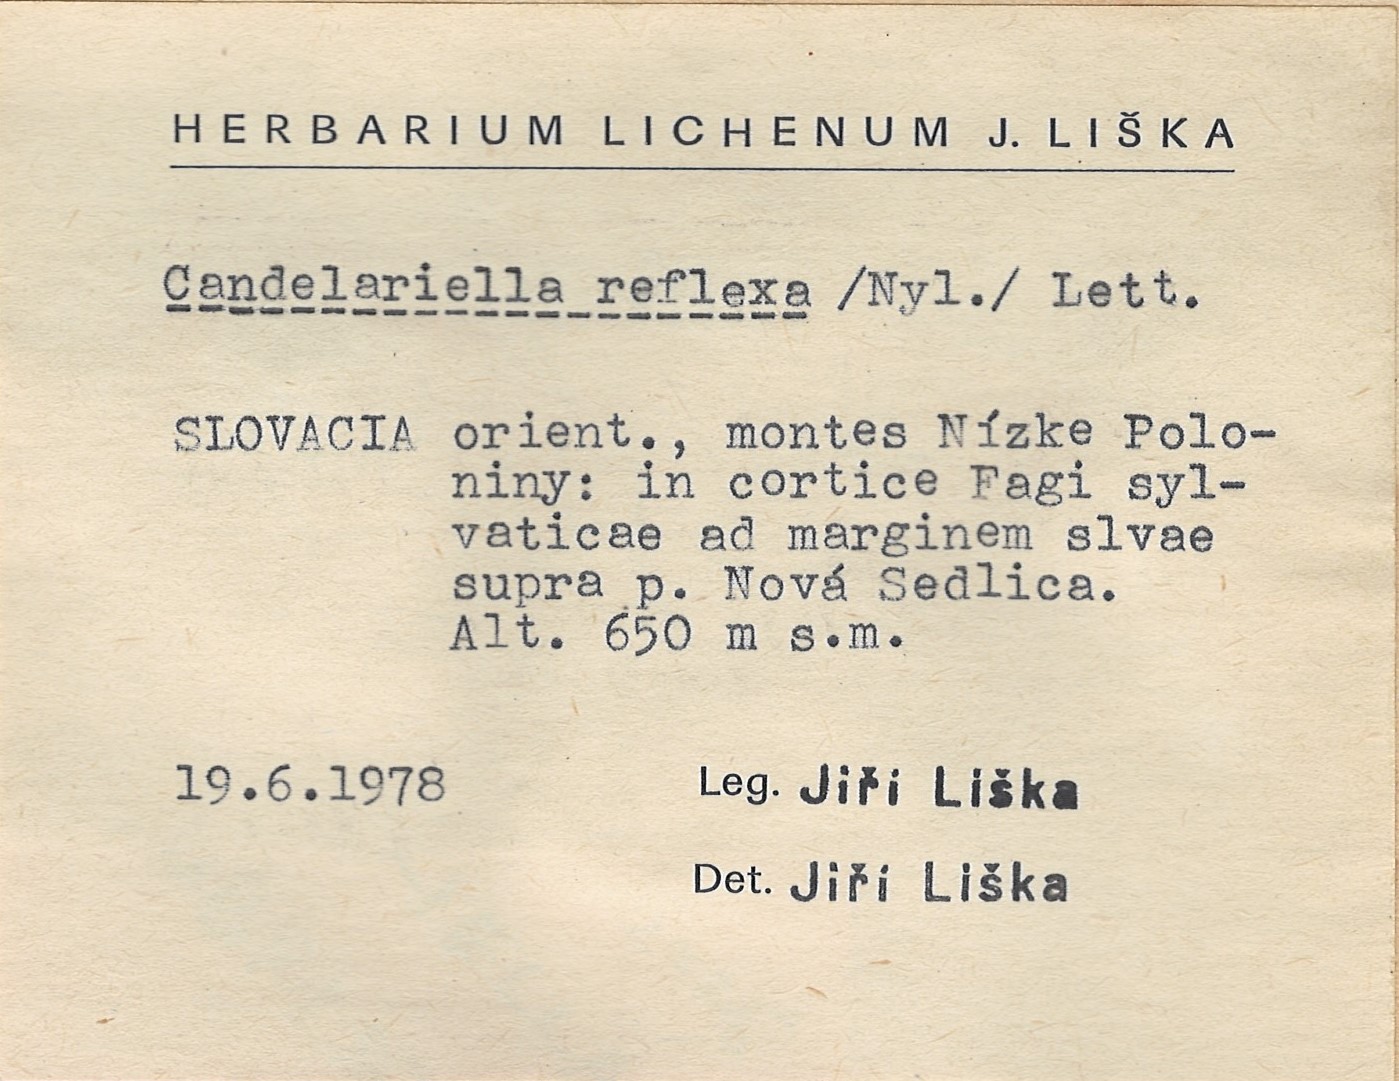 HERBARIUM LICHENUM J. LIŠKA
Candelariella reflexa /Nyl./ Lett.
SLOVACIA orient., montes Nízke Polo-
niny: in cortice Fagi syl-
vaticae ad marginem slvae
supra p. Nová Sedlica.
Alt. 650 m s.m.
19.6.1978 Leg. Jiří Liška
Det. Jiří Liška